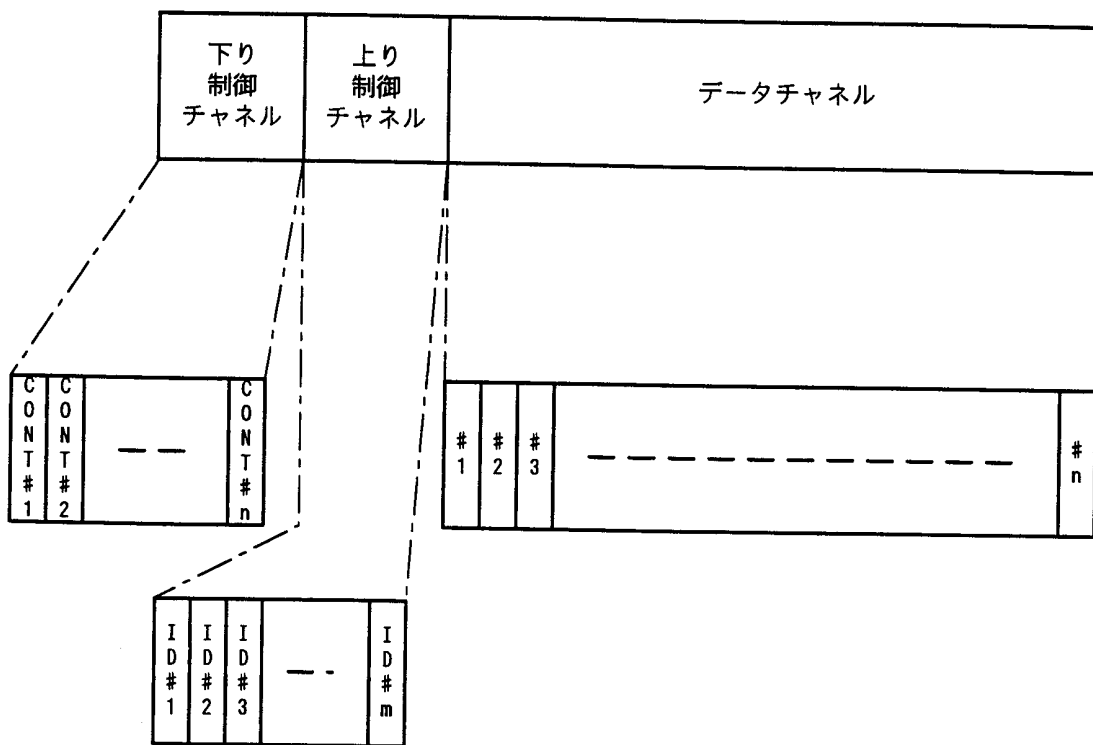 下り
制御
チャネル
上り
制御
チャネル
データチャネル
CONT#1
CONT#2
CONT#n
#1
#2
#3
#n
ID#1
ID#2
ID#3
ID#m